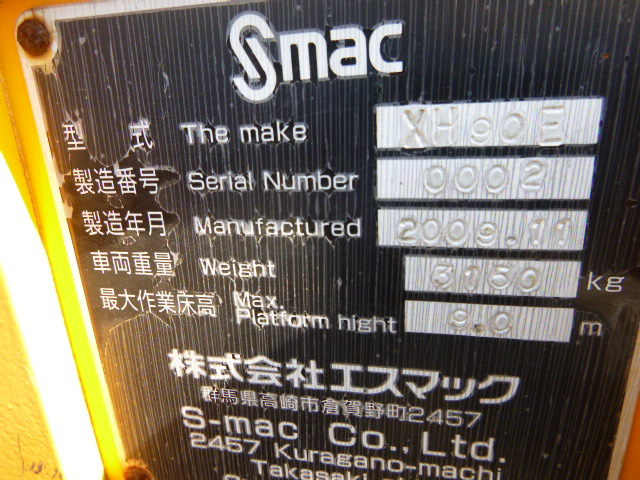 Smac
型式 The make XH90E
製造番号 Serial Number 0002
製造年月 Manufactured 2009.11
車両重量 Weight 3160 kg
最大作業床高 Max. Platform hight 9.0 m
株式会社エスマック
群馬県高崎市倉賀野町2457
S-mac Co., Ltd.
2457 Kuragano-machi
Takasaki